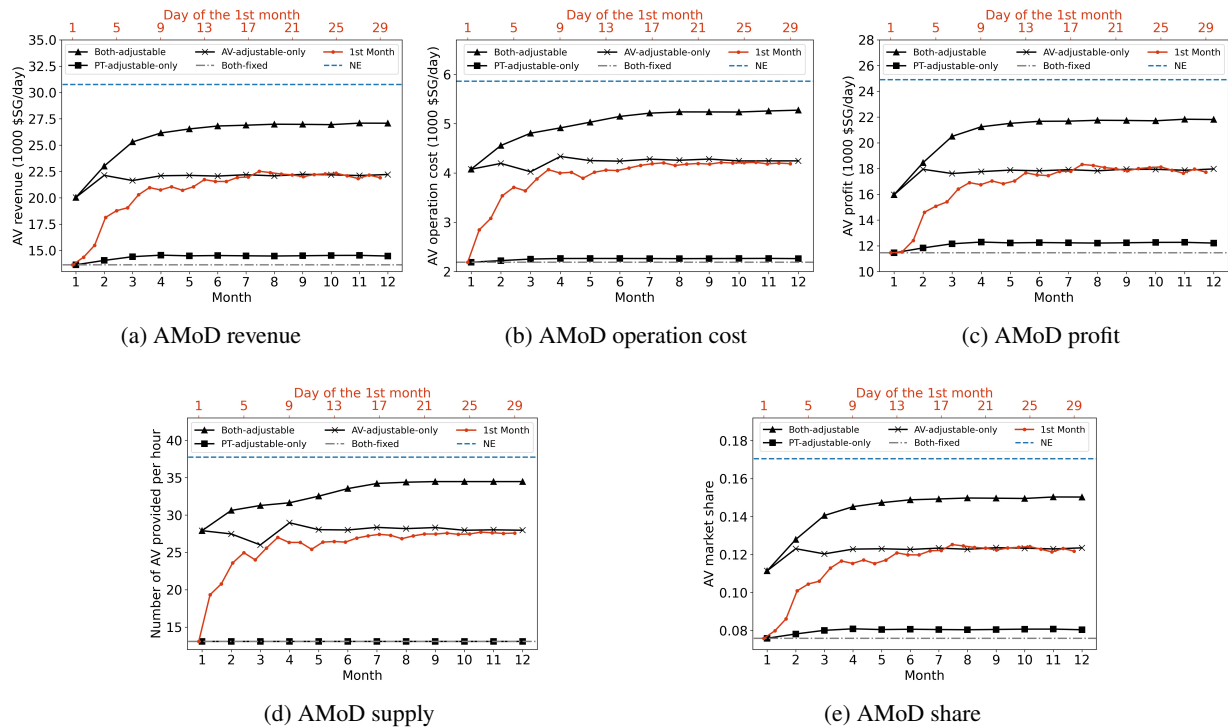 Day of the 1st month
1 5 9 13 17 21 25 29
35.0
32.5
30.0
27.5
25.0
22.5
20.0
17.5
15.0
AV revenue (1000 $SG/day)
Both-adjustable
PT-adjustable-only
AV-adjustable-only
Both-fixed
1st Month
NE
1 2 3 4 5 6 7 8 9 10 11 12
Month
(a) AMoD revenue
Day of the 1st month
1 5 9 13 17 21 25 29
6
5
4
3
2
AV operation cost (1000 $SG/day)
Both-adjustable
PT-adjustable-only
AV-adjustable-only
Both-fixed
1st Month
NE
1 2 3 4 5 6 7 8 9 10 11 12
Month
(b) AMoD operation cost
Day of the 1st month
1 5 9 13 17 21 25 29
28
26
24
22
20
18
16
14
12
10
AV profit (1000 $SG/day)
Both-adjustable
PT-adjustable-only
AV-adjustable-only
Both-fixed
1st Month
NE
1 2 3 4 5 6 7 8 9 10 11 12
Month
(c) AMoD profit
Day of the 1st month
1 5 9 13 17 21 25 29
40
35
30
25
20
15
Number of AV provided per hour
Both-adjustable
PT-adjustable-only
AV-adjustable-only
Both-fixed
1st Month
NE
1 2 3 4 5 6 7 8 9 10 11 12
Month
(d) AMoD supply
Day of the 1st month
1 5 9 13 17 21 25 29
0.18
0.16
0.14
0.12
0.10
0.08
AV market share
Both-adjustable
PT-adjustable-only
AV-adjustable-only
Both-fixed
1st Month
NE
1 2 3 4 5 6 7 8 9 10 11 12
Month
(e) AMoD share